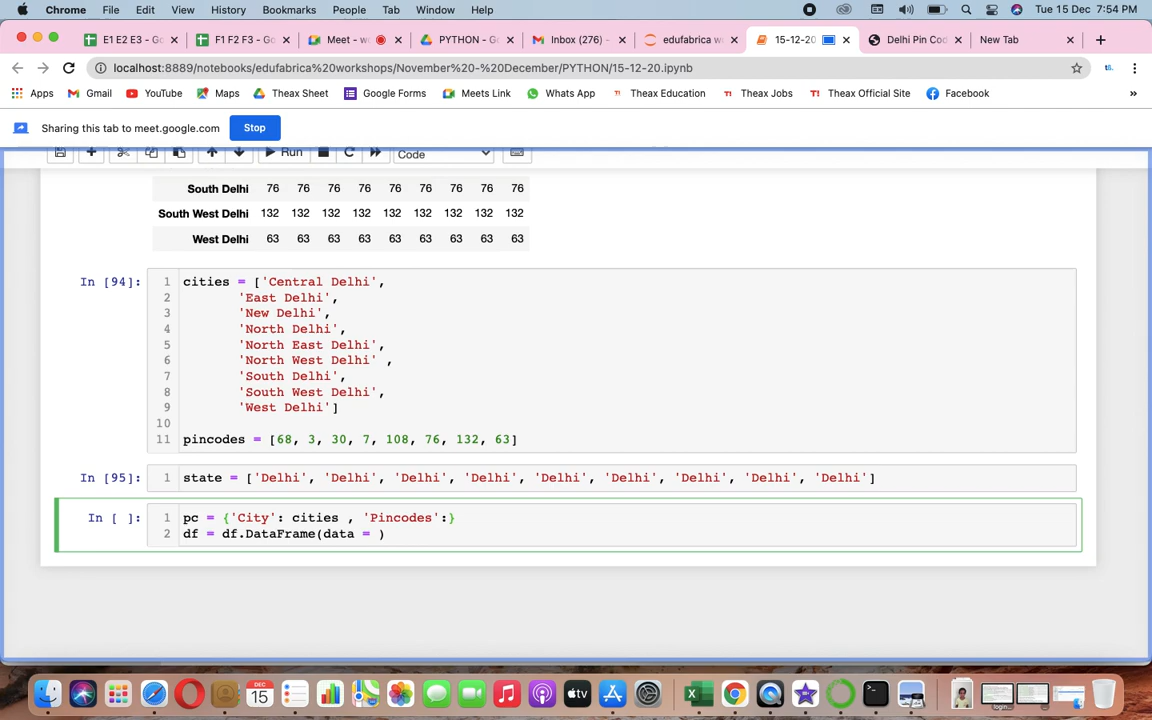 Chrome File Edit View History Bookmarks People Tab Window Help Tue 15 Dec 7:54 PM
E1 E2 E3 - Go F1 F2 F3 - Go Meet - w PYTHON - G Inbox (276) - edufabrica w 15-12-20 Delhi Pin Cod New Tab
localhost:8889/notebooks/edufabrica%20workshops/November%20-%20December/PYTHON/15-12-20.ipynb
Apps Gmail YouTube Maps Theax Sheet Google Forms Meets Link Whats App Theax Education Theax Jobs Theax Official Site Facebook »
Sharing this tab to meet.google.com Stop
Run Code
South Delhi 76 76 76 76 76 76 76 76 76
South West Delhi 132 132 132 132 132 132 132 132 132
West Delhi 63 63 63 63 63 63 63 63 63
In [94]: 1 cities = ['Central Delhi',
2 'East Delhi',
3 'New Delhi',
4 'North Delhi',
5 'North East Delhi',
6 'North West Delhi' ,
7 'South Delhi',
8 'South West Delhi',
9 'West Delhi']
10
11 pincodes = [68, 3, 30, 7, 108, 76, 132, 63]
In [95]: 1 state = ['Delhi', 'Delhi', 'Delhi', 'Delhi', 'Delhi', 'Delhi', 'Delhi', 'Delhi', 'Delhi']
In [ ]: 1 pc = {'City': cities , 'Pincodes':}
2 df = df.DataFrame(data = )
DEC
15
tv